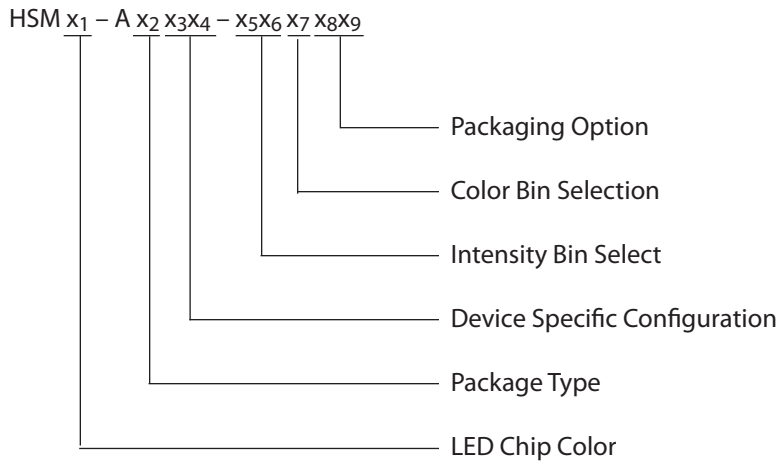 HSM x1 – A x2 x3x4 – x5x6 x7 x8x9
Packaging Option
Color Bin Selection
Intensity Bin Select
Device Specific Configuration
Package Type
LED Chip Color